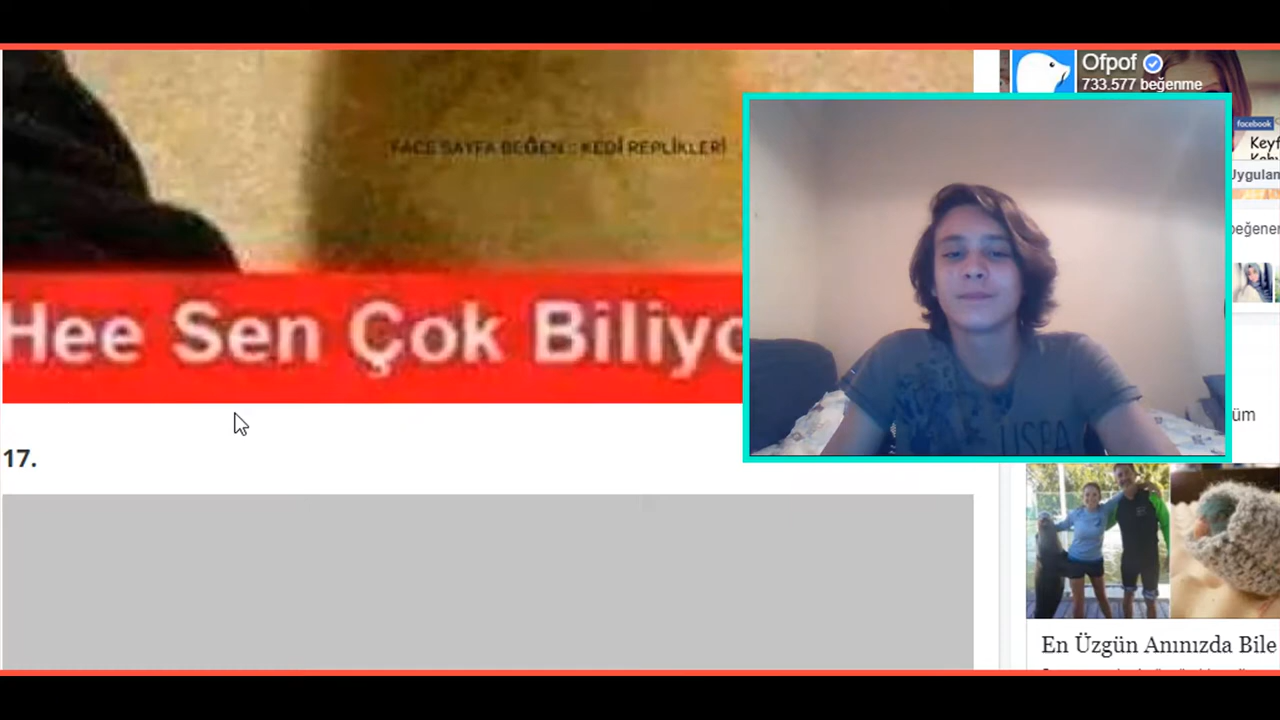 Ofpof
733.577 beğenme
facebook
FACE SAYFA BEĞEN :: KEDİ REPLİKLERİ
Uygulan
beğener
Hee Sen Çok Biliyo
USPA
üm
17.
En Üzgün Anınızda Bile